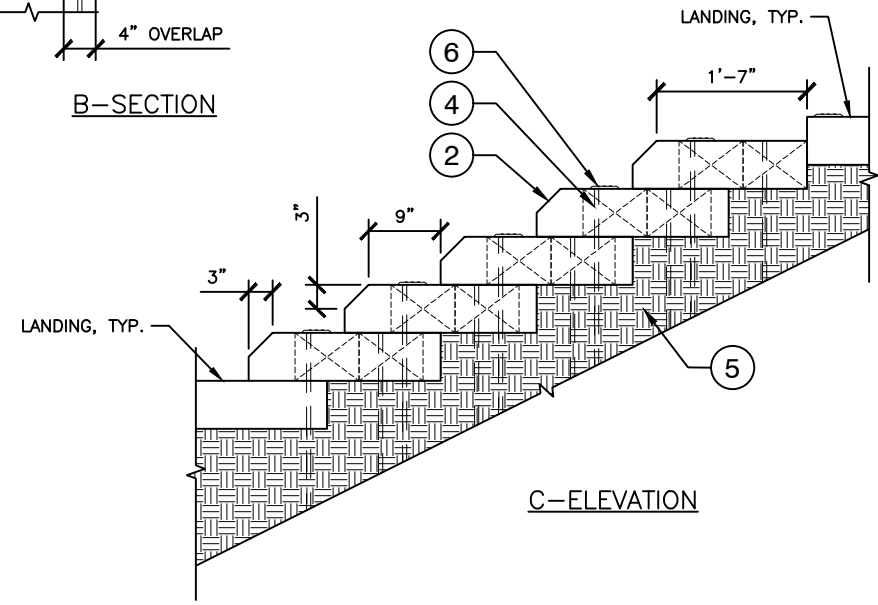 4" OVERLAP
B-SECTION
LANDING, TYP.
6
4
2
1'-7"
3"
9"
3"
LANDING, TYP.
5
C-ELEVATION